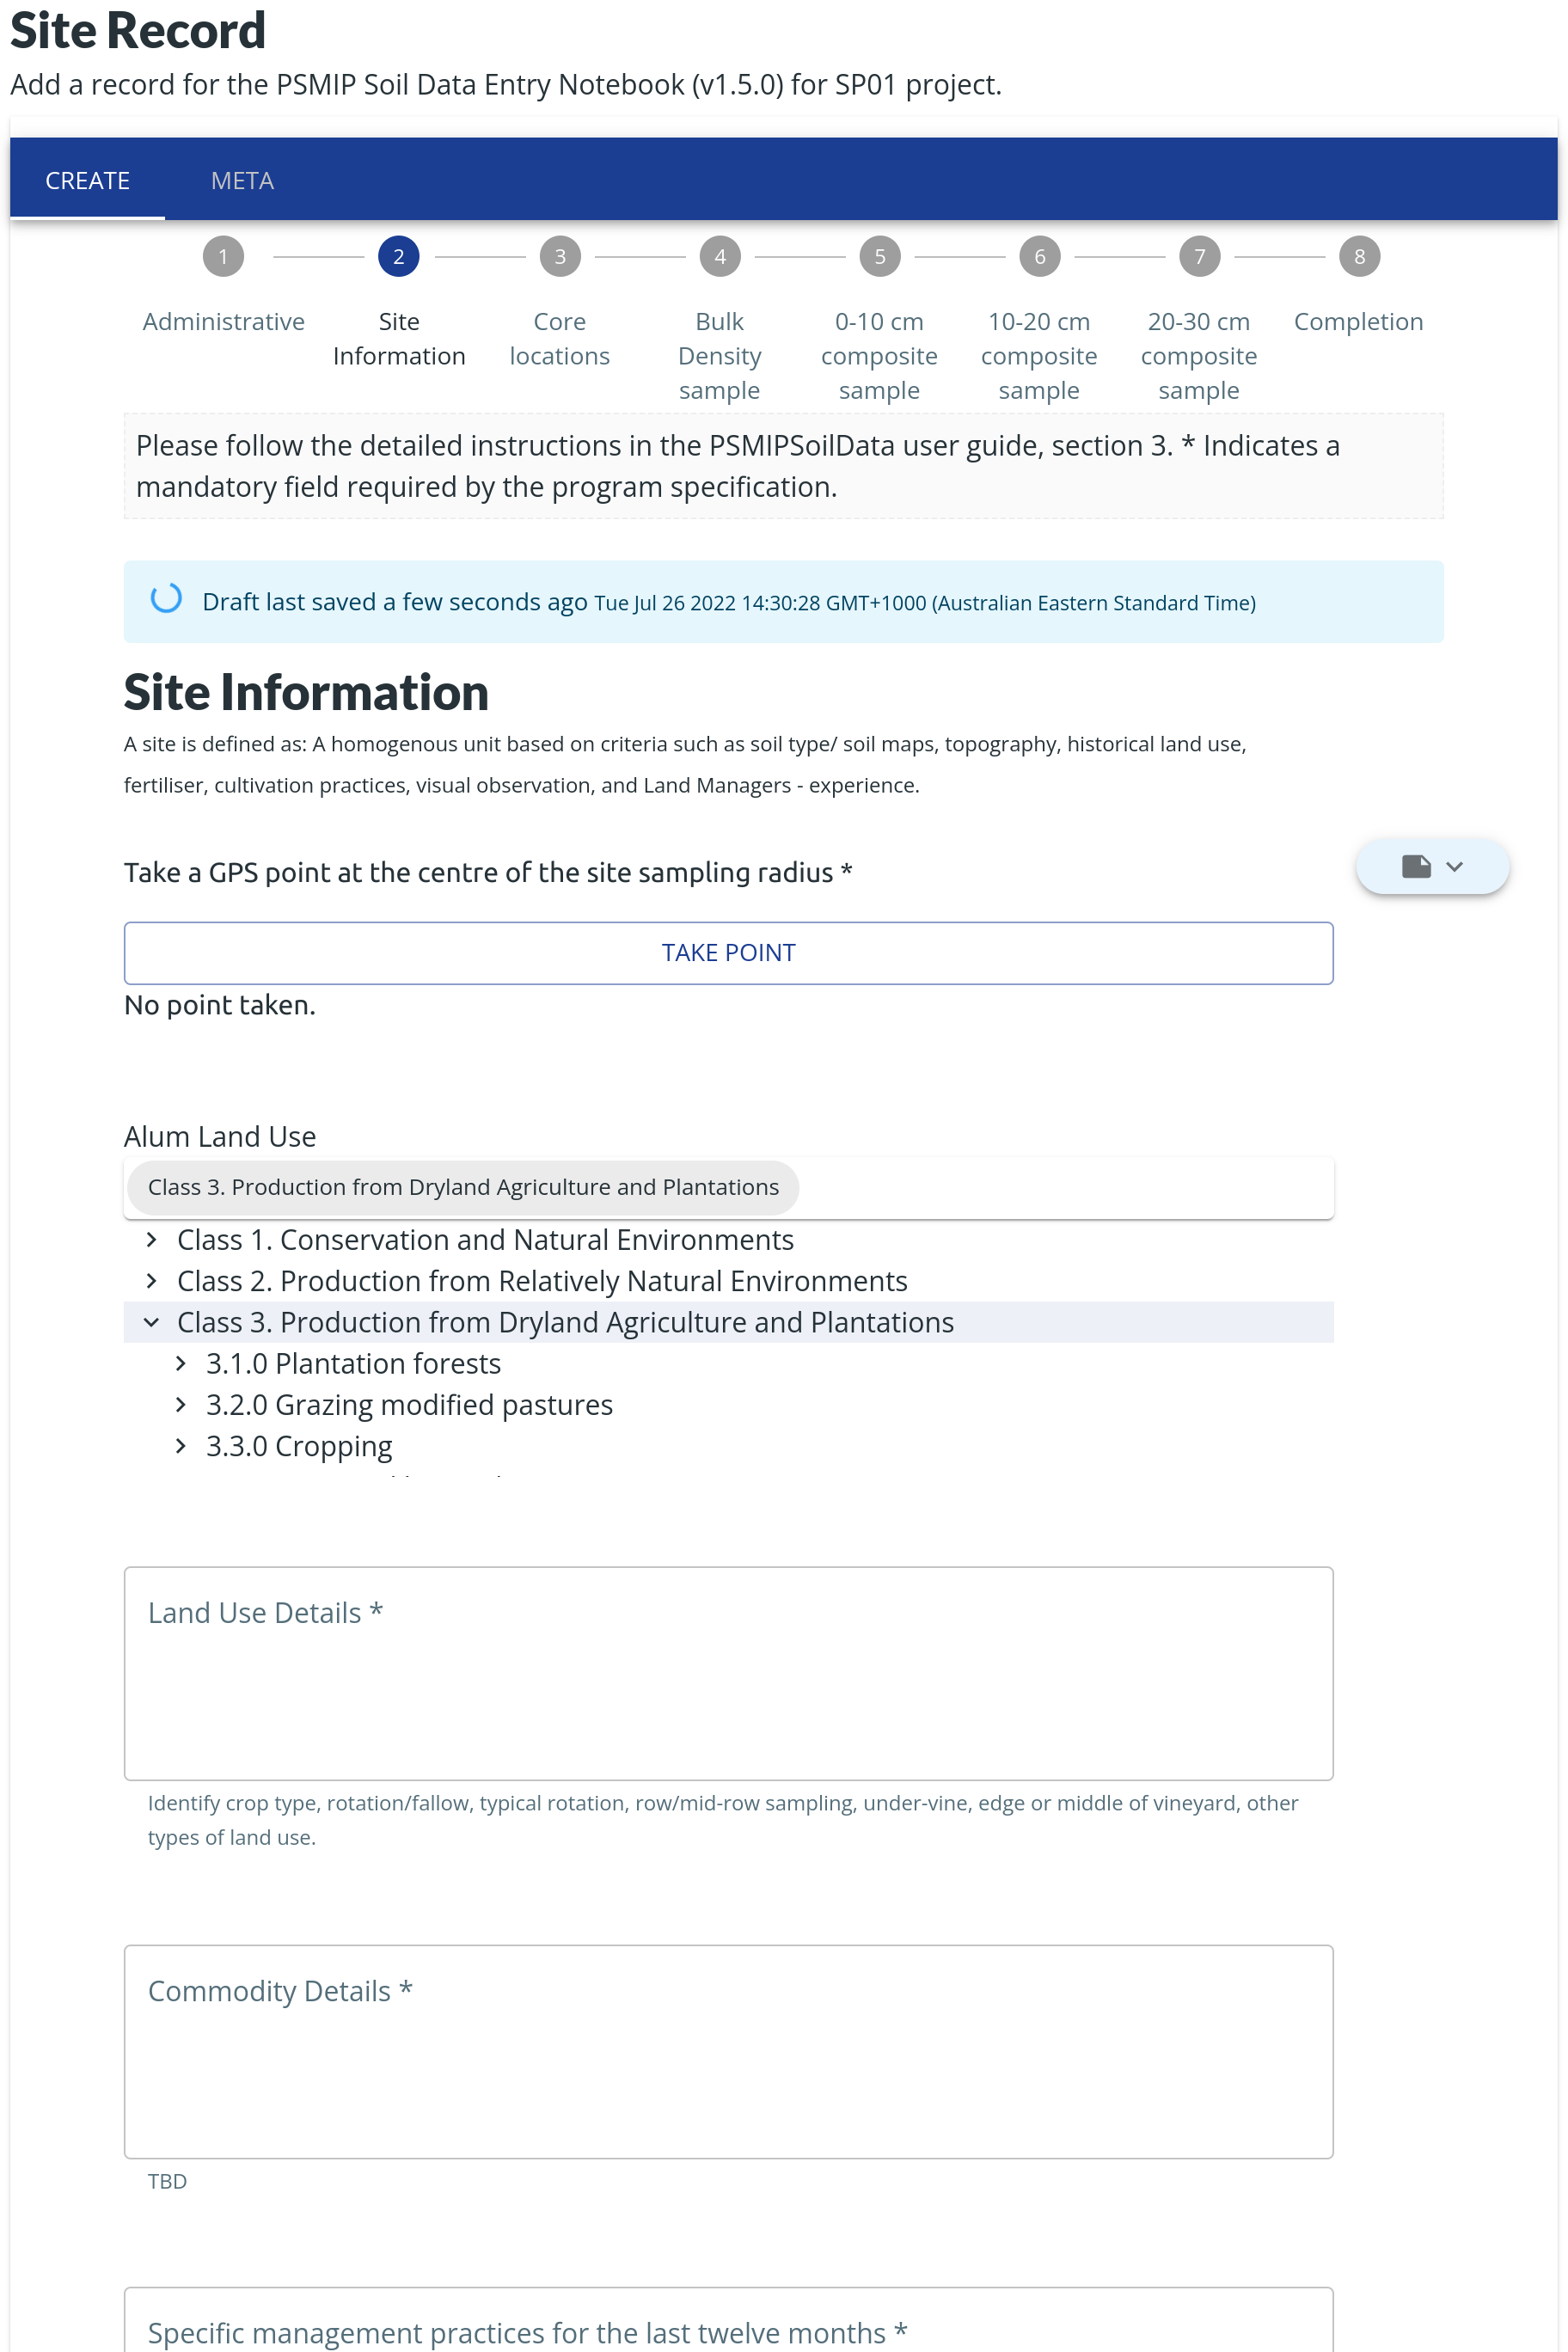 Site Record
Add a record for the PSMIP Soil Data Entry Notebook (v1.5.0) for SP01 project.
CREATE META
1 2 3 4 5 6 7 8
Administrative Site Core Bulk 0-10 cm 10-20 cm 20-30 cm Completion
Information locations Density composite composite composite
sample sample sample sample
Please follow the detailed instructions in the PSMIPSoilData user guide, section 3. * Indicates a
mandatory field required by the program specification.
Draft last saved a few seconds ago Tue Jul 26 2022 14:30:28 GMT+1000 (Australian Eastern Standard Time)
Site Information
A site is defined as: A homogenous unit based on criteria such as soil type/ soil maps, topography, historical land use,
fertiliser, cultivation practices, visual observation, and Land Managers - experience.
Take a GPS point at the centre of the site sampling radius *
TAKE POINT
No point taken.
Alum Land Use
Class 3. Production from Dryland Agriculture and Plantations
Class 1. Conservation and Natural Environments
Class 2. Production from Relatively Natural Environments
Class 3. Production from Dryland Agriculture and Plantations
3.1.0 Plantation forests
3.2.0 Grazing modified pastures
3.3.0 Cropping
Land Use Details *
Identify crop type, rotation/fallow, typical rotation, row/mid-row sampling, under-vine, edge or middle of vineyard, other
types of land use.
Commodity Details *
TBD
Specific management practices for the last twelve months *